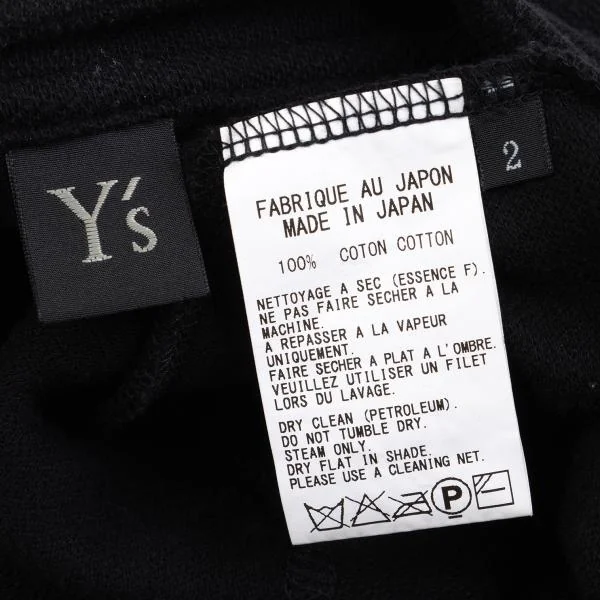 Y's
2
FABRIQUE AU JAPON
MADE IN JAPAN
100% COTON COTTON
NETTOYAGE A SEC (ESSENCE F).
NE PAS FAIRE SECHER A LA
MACHINE.
A REPASSER A LA VAPEUR
UNIQUEMENT.
FAIRE SECHER A PLAT A L'OMBRE.
VEUILLEZ UTILISER UN FILET
LORS DU LAVAGE.
DRY CLEAN (PETROLEUM).
DO NOT TUMBLE DRY.
STEAM ONLY.
DRY FLAT IN SHADE.
PLEASE USE A CLEANING NET.
P